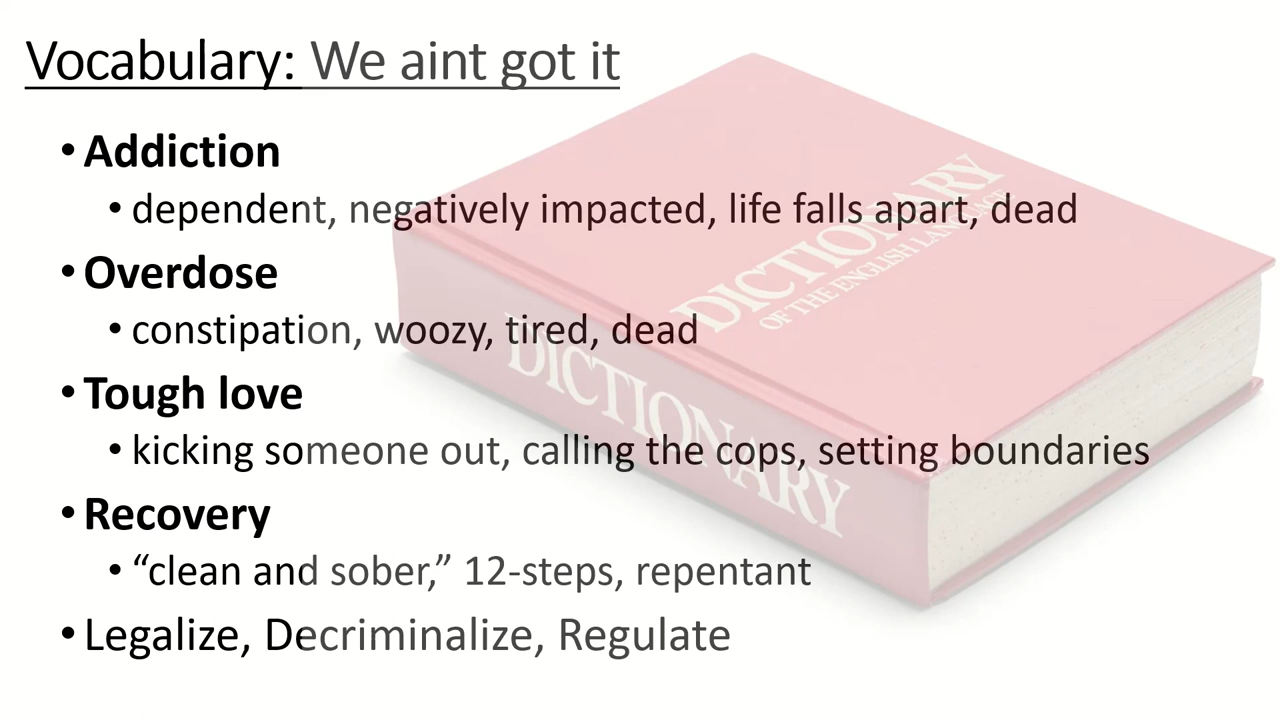 Vocabulary: We aint got it
• Addiction
• dependent, negatively impacted, life falls apart, dead
• Overdose
• constipation, woozy, tired, dead
• Tough love
• kicking someone out, calling the cops, setting boundaries
• Recovery
• “clean and sober,” 12-steps, repentant
• Legalize, Decriminalize, Regulate
DICTIONARY
OF THE ENGLISH LANGUAGE
DICTIONARY